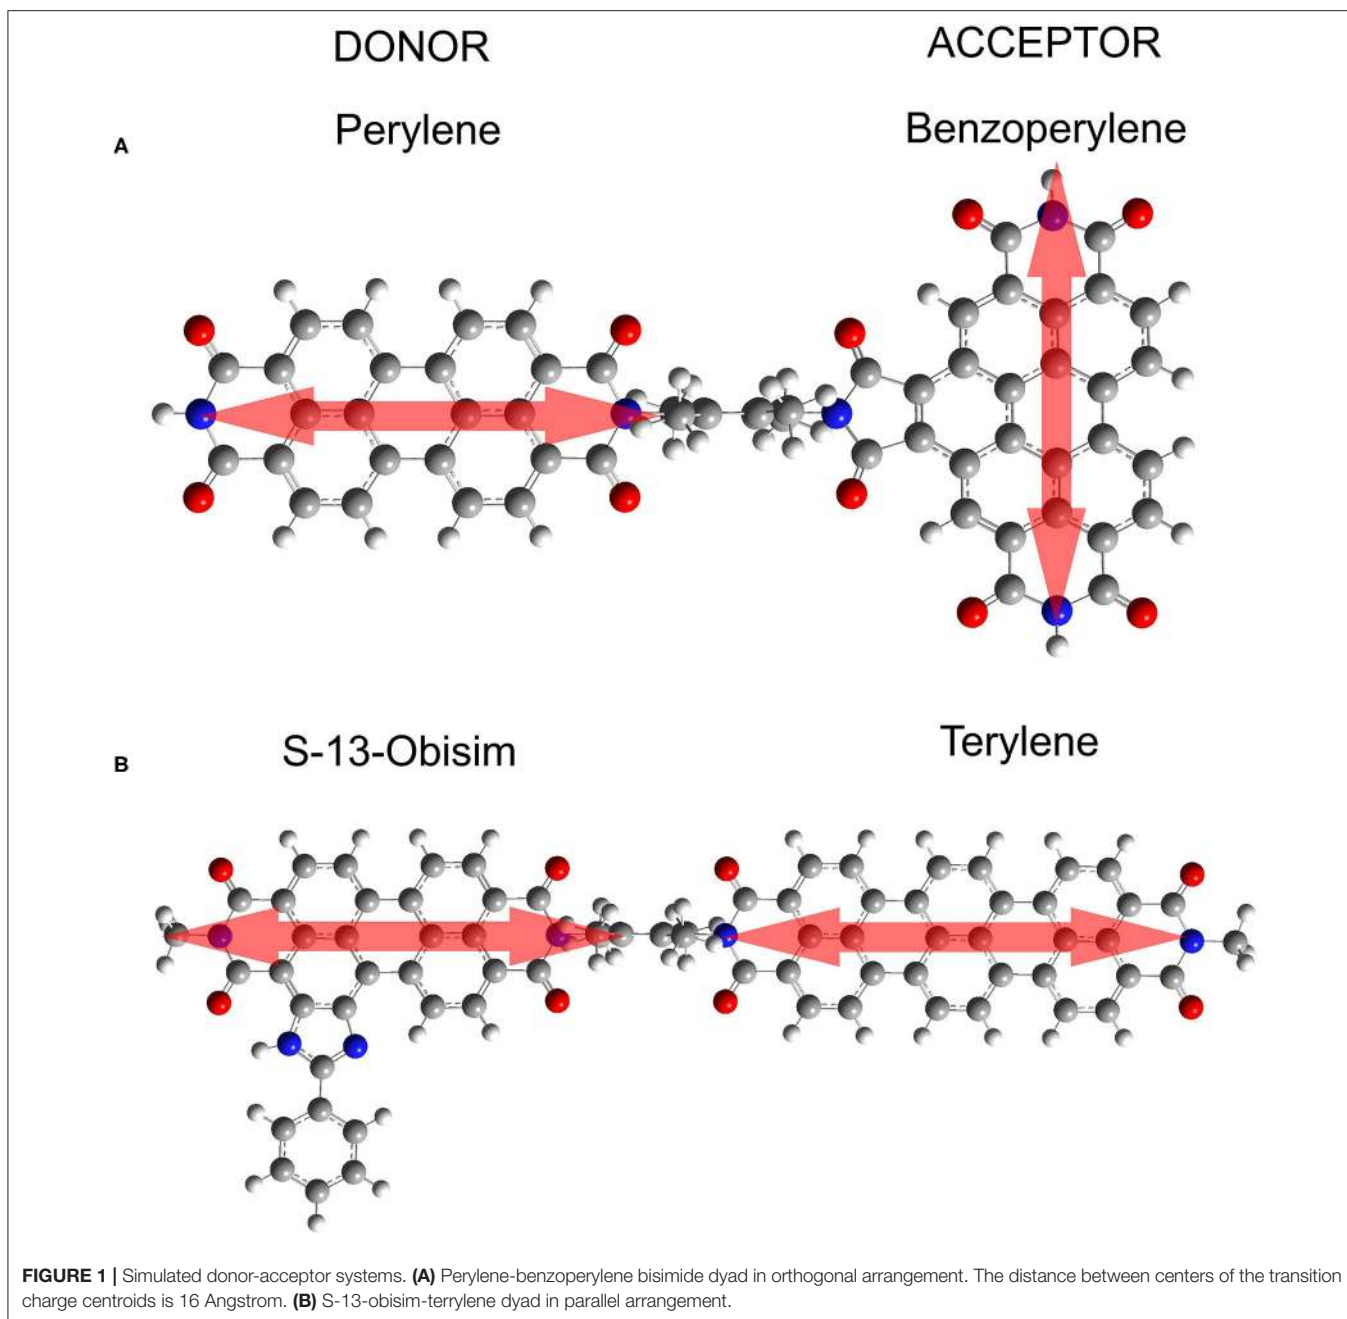 DONOR
ACCEPTOR
A
Perylene
Benzoperylene
B
S-13-Obisim
Terylene
FIGURE 1 | Simulated donor-acceptor systems. (A) Perylene-benzoperylene bisimide dyad in orthogonal arrangement. The distance between centers of the transition
charge centroids is 16 Angstrom. (B) S-13-obisim-terrylene dyad in parallel arrangement.